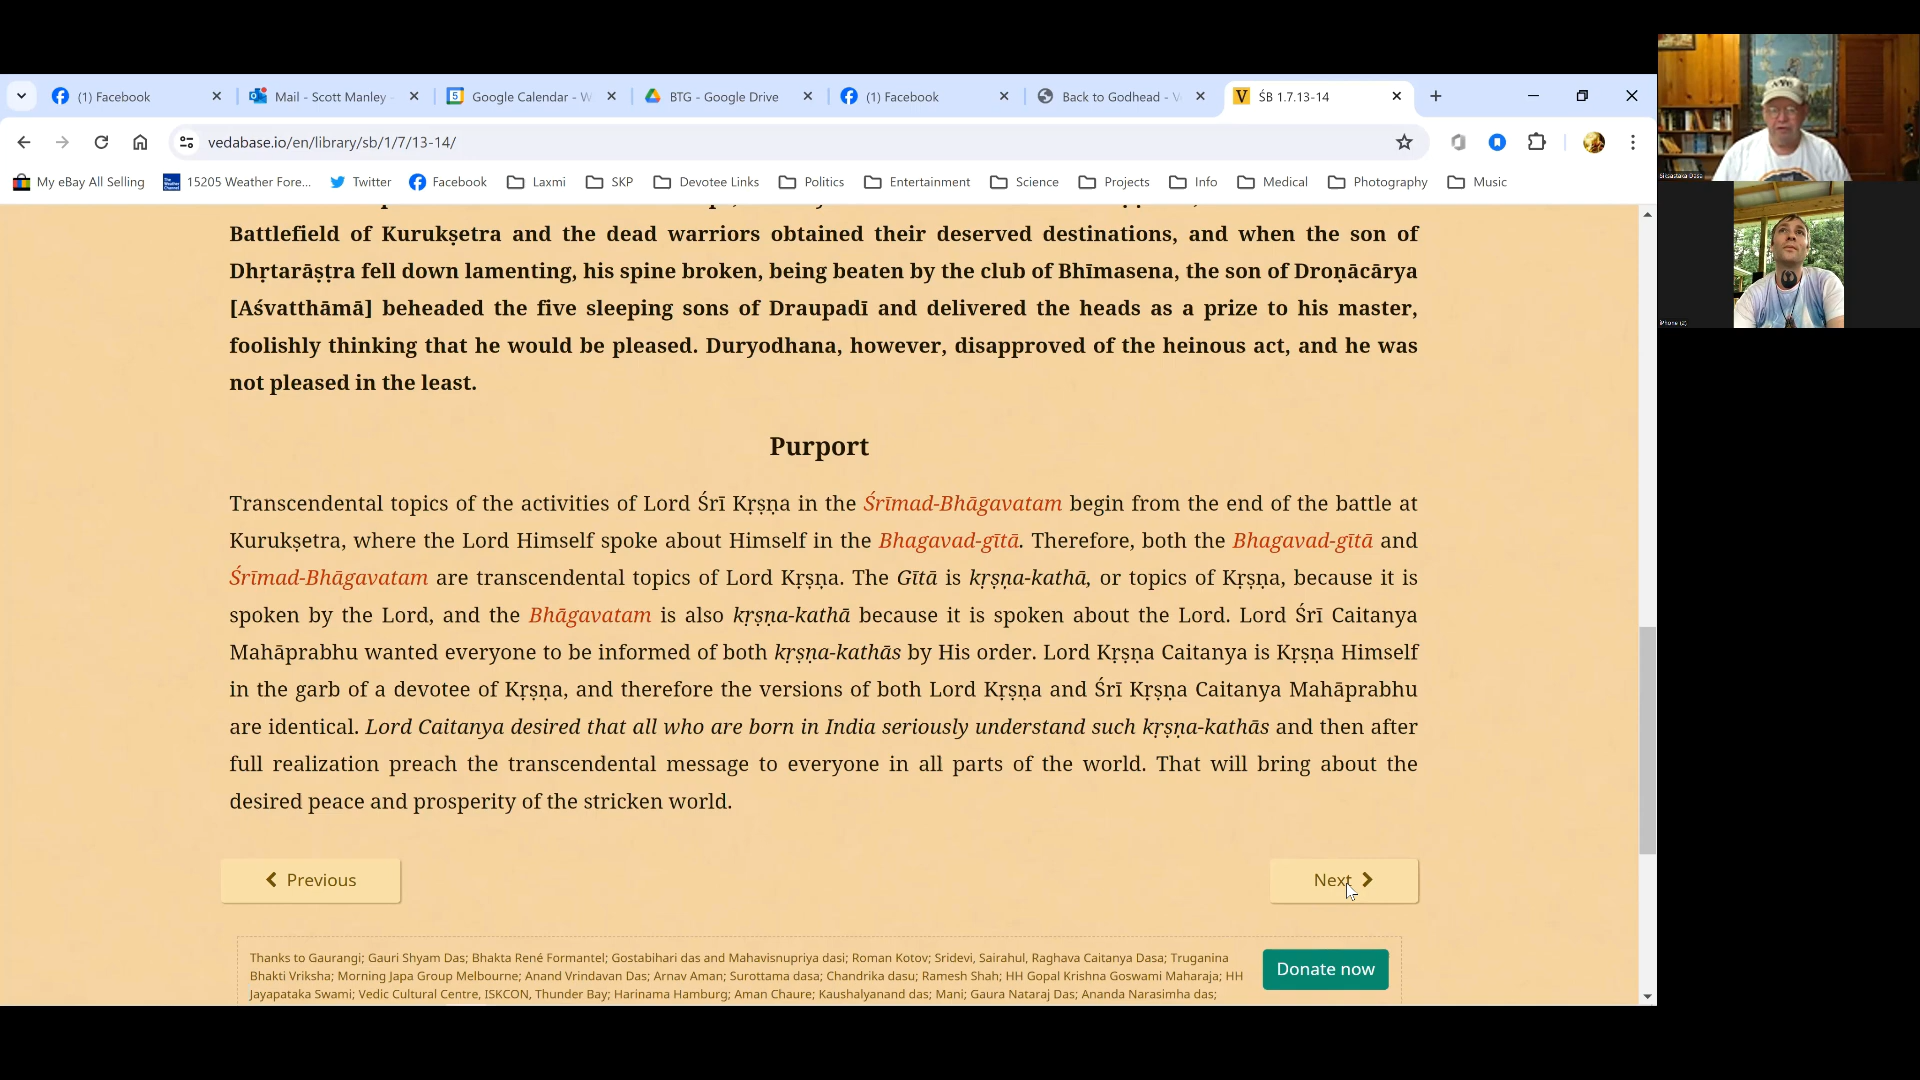 (1) Facebook
Mail - Scott Manley -
Google Calendar - W
BTG - Google Drive
(1) Facebook
Back to Godhead - V
ŚB 1.7.13-14
vedabase.io/en/library/sb/1/7/13-14/
My eBay All Selling
15205 Weather Fore...
Twitter
Facebook
Laxmi
SKP
Devotee Links
Politics
Entertainment
Science
Projects
Info
Medical
Photography
Music
Battlefield of Kurukṣetra and the dead warriors obtained their deserved destinations, and when the son of
Dhṛtarāṣṭra fell down lamenting, his spine broken, being beaten by the club of Bhīmasena, the son of Droṇācārya
[Aśvatthāmā] beheaded the five sleeping sons of Draupadī and delivered the heads as a prize to his master,
foolishly thinking that he would be pleased. Duryodhana, however, disapproved of the heinous act, and he was
not pleased in the least.
Purport
Transcendental topics of the activities of Lord Śrī Kṛṣṇa in the Śrīmad-Bhāgavatam begin from the end of the battle at
Kurukṣetra, where the Lord Himself spoke about Himself in the Bhagavad-gītā. Therefore, both the Bhagavad-gītā and
Śrīmad-Bhāgavatam are transcendental topics of Lord Kṛṣṇa. The Gītā is kṛṣṇa-kathā, or topics of Kṛṣṇa, because it is
spoken by the Lord, and the Bhāgavatam is also kṛṣṇa-kathā because it is spoken about the Lord. Lord Śrī Caitanya
Mahāprabhu wanted everyone to be informed of both kṛṣṇa-kathās by His order. Lord Kṛṣṇa Caitanya is Kṛṣṇa Himself
in the garb of a devotee of Kṛṣṇa, and therefore the versions of both Lord Kṛṣṇa and Śrī Kṛṣṇa Caitanya Mahāprabhu
are identical. Lord Caitanya desired that all who are born in India seriously understand such kṛṣṇa-kathās and then after
full realization preach the transcendental message to everyone in all parts of the world. That will bring about the
desired peace and prosperity of the stricken world.
Previous
Next
Thanks to Gaurangi; Gauri Shyam Das; Bhakta René Formantel; Gostabihari das and Mahavisnupriya dasi; Roman Kotov; Sridevi, Sairahul, Raghava Caitanya Dasa; Truganina
Bhakti Vriksha; Morning Japa Group Melbourne; Anand Vrindavan Das; Arnav Aman; Surottama dasa; Chandrika dasu; Ramesh Shah; HH Gopal Krishna Goswami Maharaja; HH
Jayapataka Swami; Vedic Cultural Centre, ISKCON, Thunder Bay; Harinama Hamburg; Aman Chaure; Kaushalyanand das; Mani; Gaura Nataraj Das; Ananda Narasimha das;
Donate now
Siksastaka Dasa
iPhone (2)